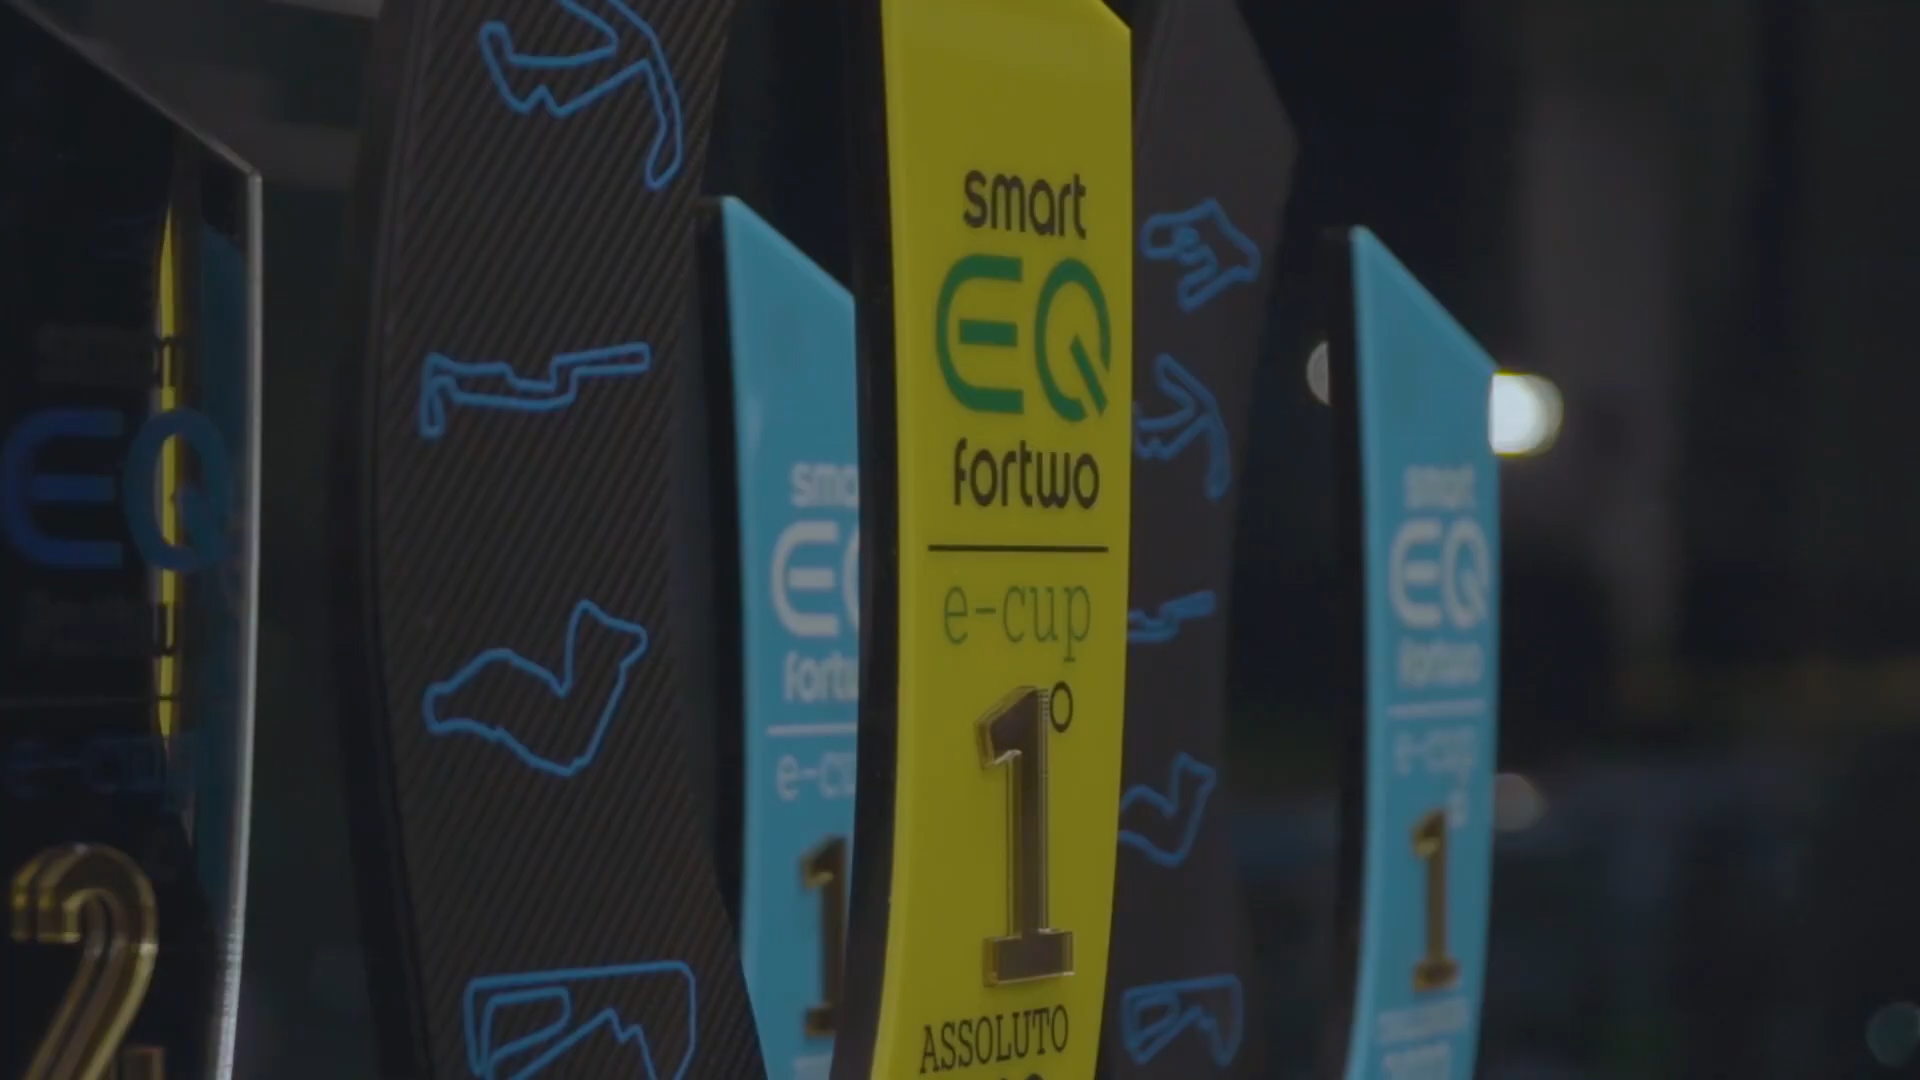 EQ
2
smart
EQ
fortwo
e-cup
1
smart
EQ
fortwo
e-cup
1°
ASSOLUTO
smart
EQ
fortwo
e-cup
1°